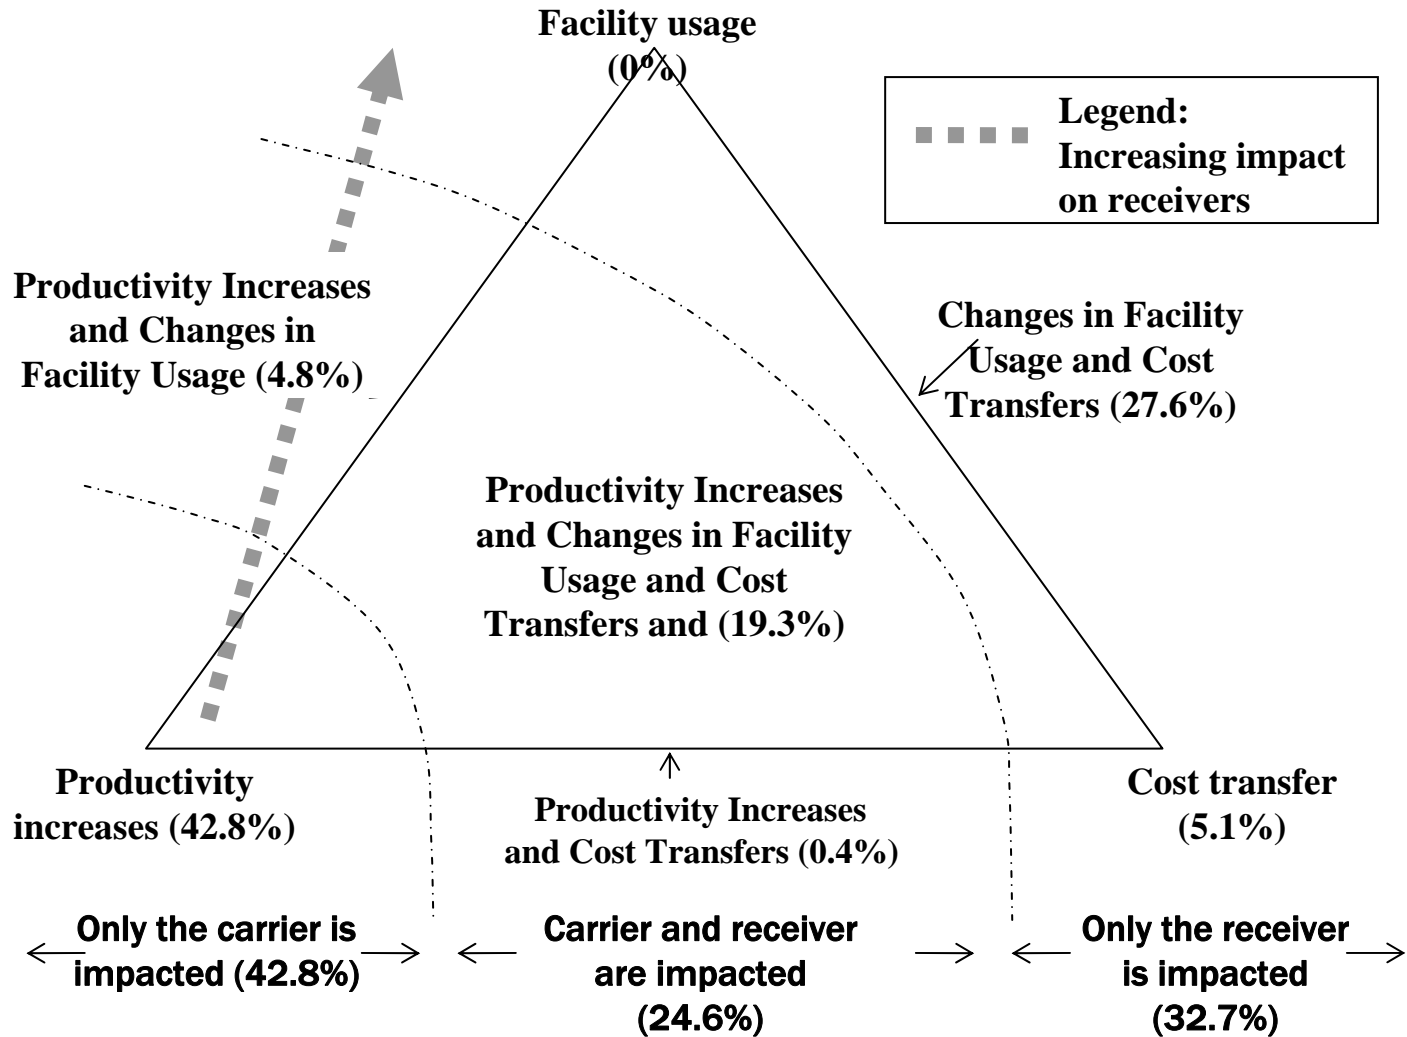 Facility usage
(0%)
Legend:
Increasing impact
on receivers
Productivity Increases
and Changes in
Facility Usage (4.8%)
Changes in Facility
Usage and Cost
Transfers (27.6%)
Productivity Increases
and Changes in Facility
Usage and Cost
Transfers and (19.3%)
Productivity
increases (42.8%)
Productivity Increases
and Cost Transfers (0.4%)
Cost transfer
(5.1%)
Only the carrier is
impacted (42.8%)
Carrier and receiver
are impacted
(24.6%)
Only the receiver
is impacted
(32.7%)